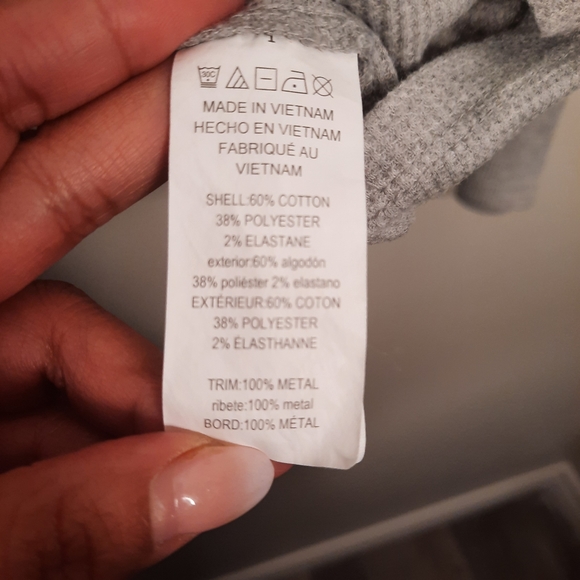 30C
MADE IN VIETNAM
HECHO EN VIETNAM
FABRIQUÉ AU
VIETNAM
SHELL:60% COTTON
38% POLYESTER
2% ELASTANE
exterior:60% algodón
38% poliéster 2% elastano
EXTÉRIEUR:60% COTON
38% POLYESTER
2% ÉLASTHANNE
TRIM:100% METAL
ribete:100% metal
BORD:100% MÉTAL